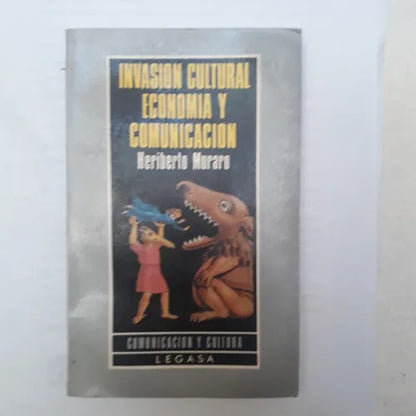 INVASION CULTURAL
ECONOMIA Y
COMUNICACION
Heriberto Muraro
COMUNICACION Y CULTURA
LEGASA